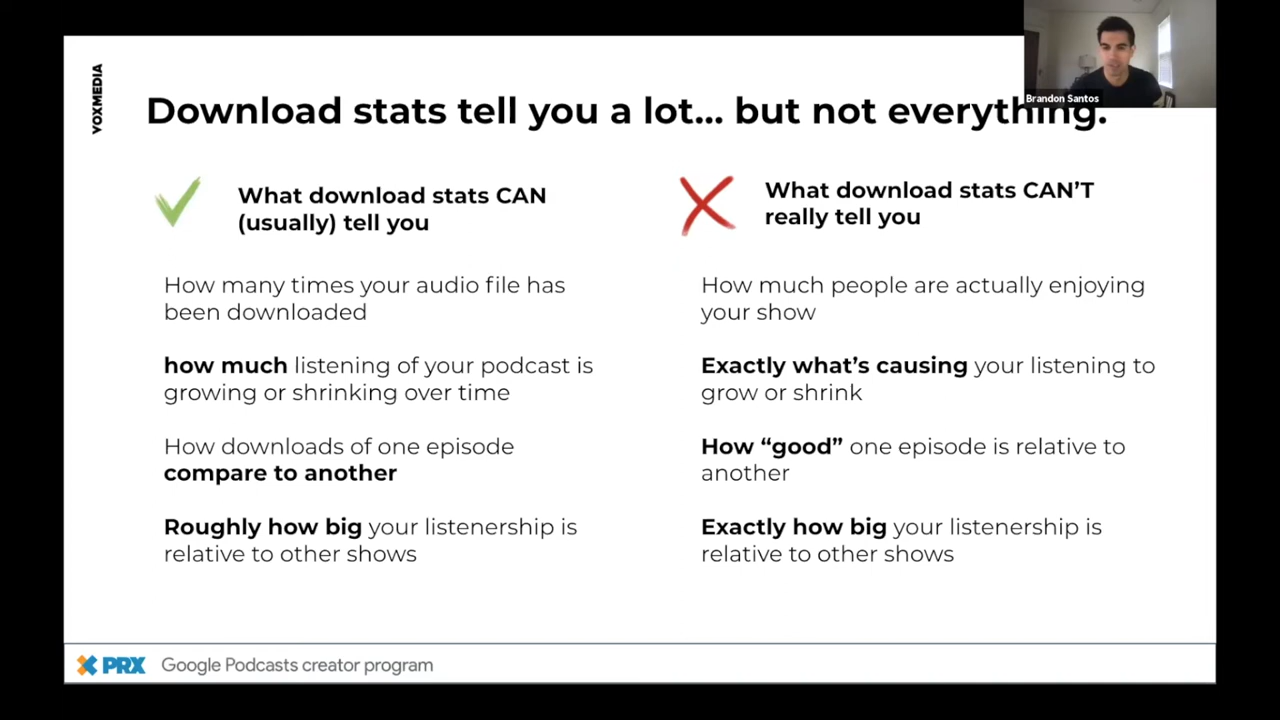 VOXMEDIA
Download stats tell you a lot... but not everything.
Brandon Santos
What download stats CAN
(usually) tell you
How many times your audio file has
been downloaded
how much listening of your podcast is
growing or shrinking over time
How downloads of one episode
compare to another
Roughly how big your listenership is
relative to other shows
What download stats CAN’T
really tell you
How much people are actually enjoying
your show
Exactly what’s causing your listening to
grow or shrink
How “good” one episode is relative to
another
Exactly how big your listenership is
relative to other shows
PRX Google Podcasts creator program